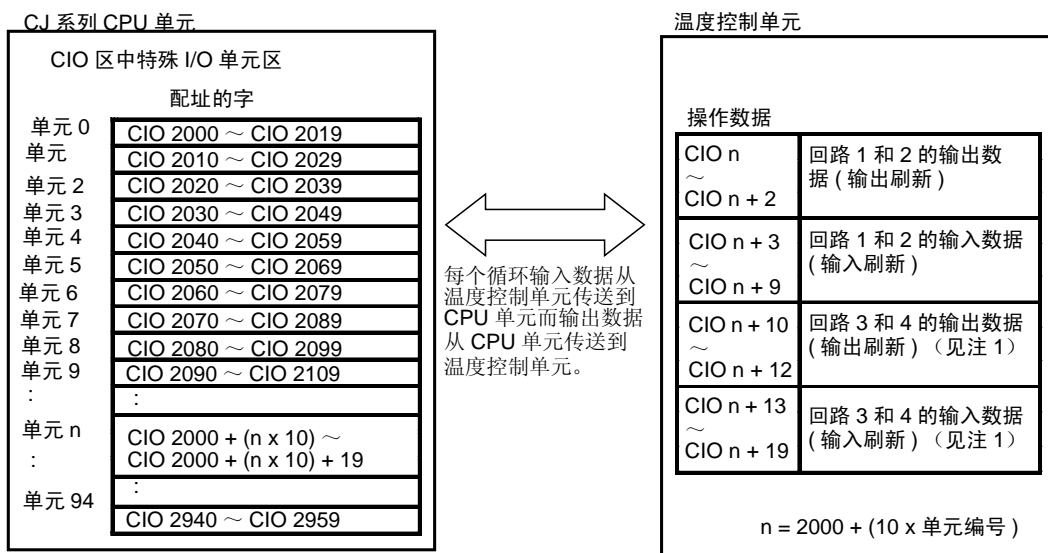 CJ 系列 CPU 单元
CIO 区中特殊 I/O 单元区
配址的字
单元 0
CIO 2000 ～ CIO 2019
单元
CIO 2010 ～ CIO 2029
单元 2
CIO 2020 ～ CIO 2039
单元 3
CIO 2030 ～ CIO 2049
单元 4
CIO 2040 ～ CIO 2059
单元 5
CIO 2050 ～ CIO 2069
单元 6
CIO 2060 ～ CIO 2079
单元 7
CIO 2070 ～ CIO 2089
单元 8
CIO 2080 ～ CIO 2099
单元 9
CIO 2090 ～ CIO 2109
:
:
单元 n
CIO 2000 + (n x 10) ～
CIO 2000 + (n x 10) + 19
:
:
单元 94
CIO 2940 ～ CIO 2959
每个循环输入数据从
温度控制单元传送到
CPU 单元而输出数据
从 CPU 单元传送到
温度控制单元。
温度控制单元
操作数据
CIO n
～
CIO n + 2
回路 1 和 2 的输出数
据 ( 输出刷新 )
CIO n + 3
～
CIO n + 9
回路 1 和 2 的输入数据
( 输入刷新 )
CIO n + 10
～
CIO n + 12
回路 3 和 4 的输出数据
( 输出刷新 ) （见注 1）
CIO n + 13
～
CIO n + 19
回路 3 和 4 的输入数据
( 输入刷新 ) （见注 1）
n = 2000 + (10 x 单元编号 )